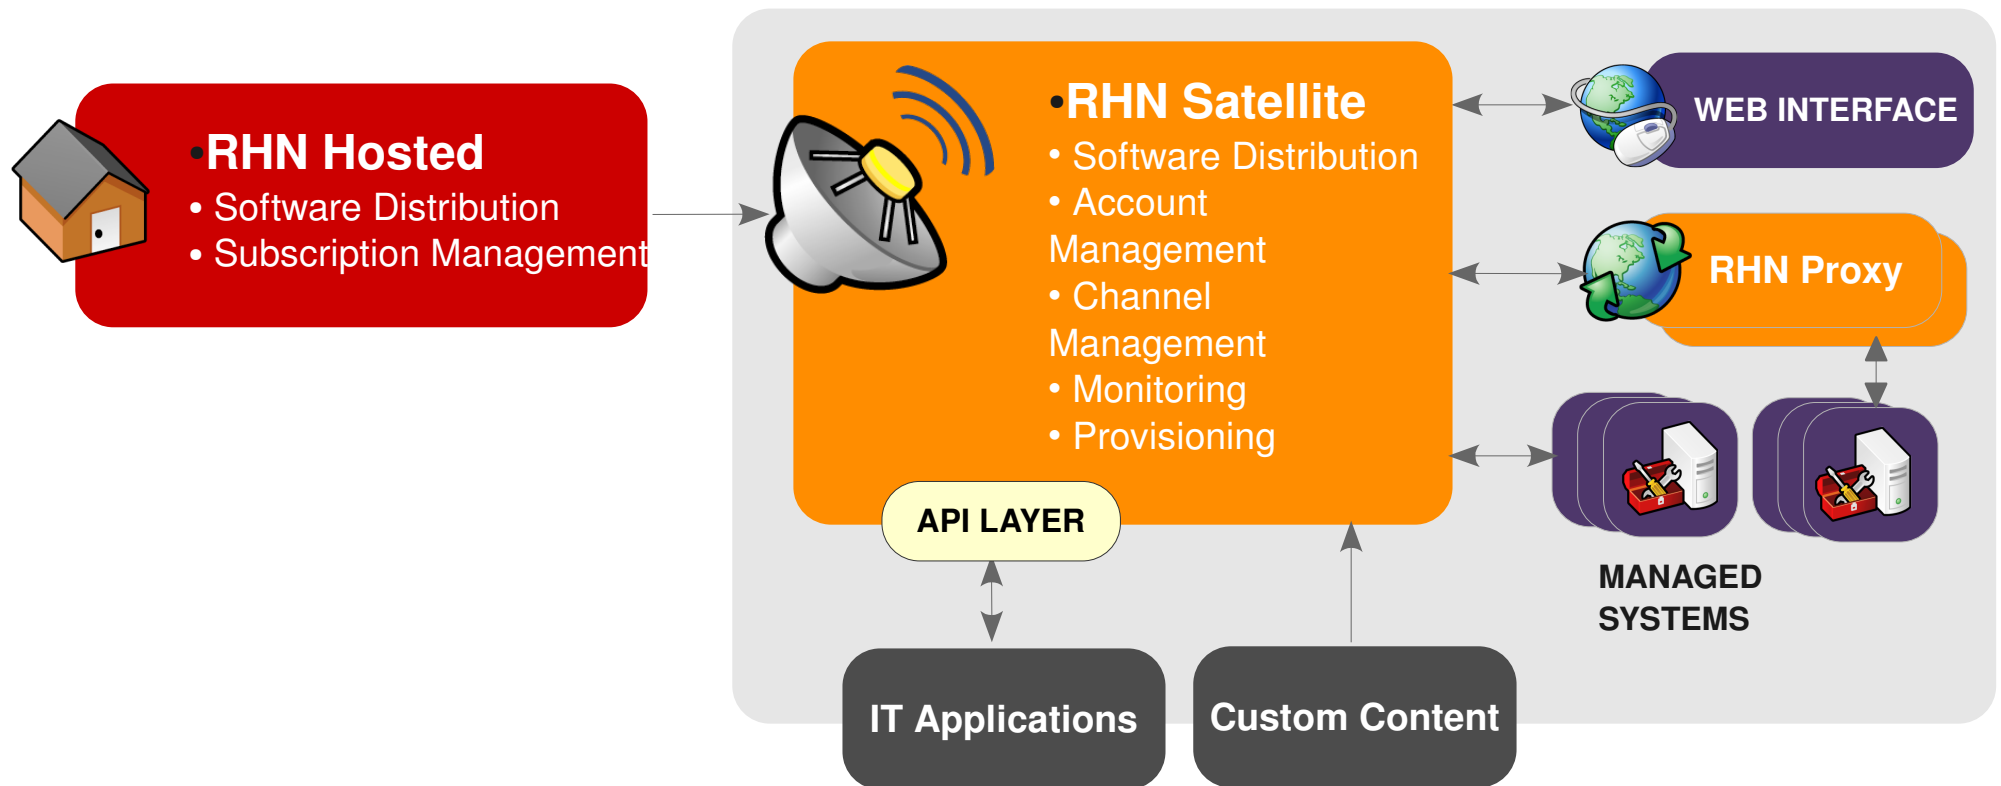 •RHN Hosted
• Software Distribution
• Subscription Management
•RHN Satellite
• Software Distribution
• Account
Management
• Channel
Management
• Monitoring
• Provisioning
API LAYER
WEB INTERFACE
RHN Proxy
MANAGED
SYSTEMS
IT Applications
Custom Content